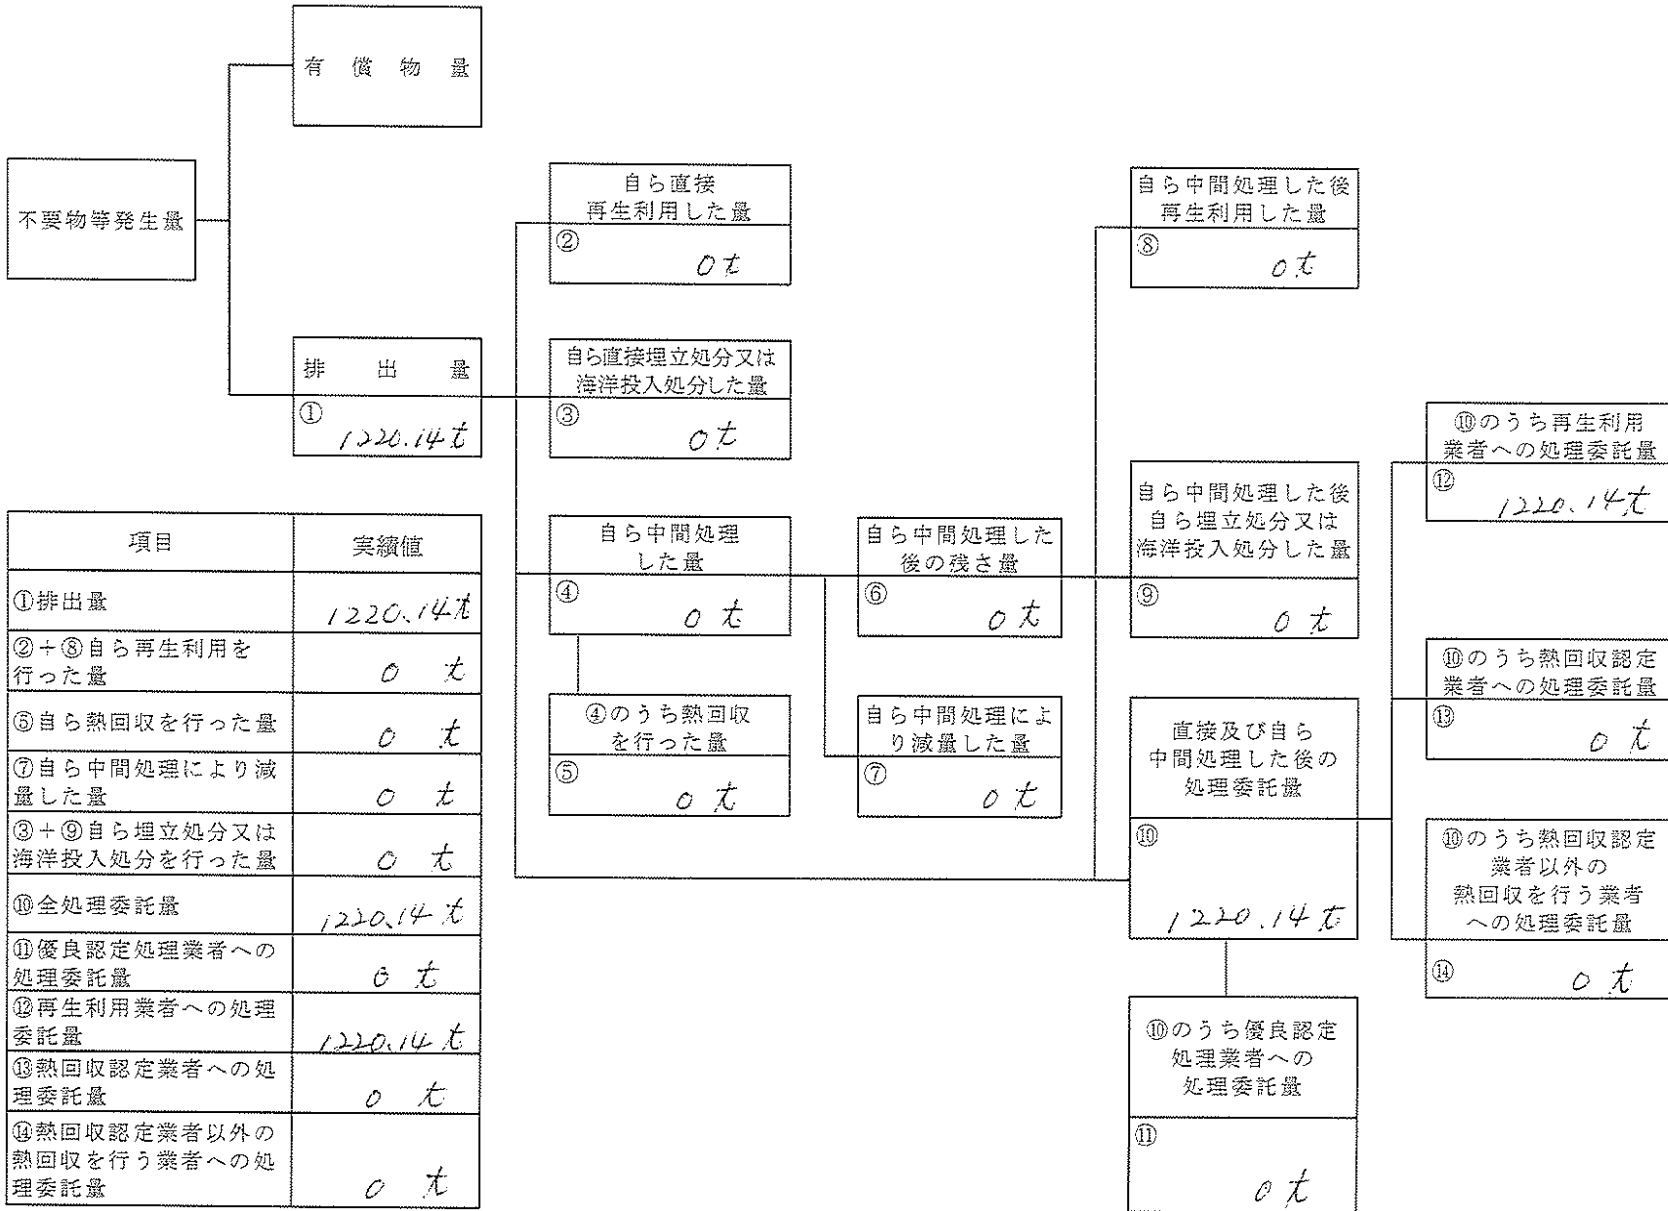 有償物量
不要物等発生量
排出量
①
1220.14t
自ら直接
再生利用した量
②
0t
自ら直接埋立処分又は
海洋投入処分した量
③
0t
自ら中間処理
した量
④
0 t
④のうち熱回収
を行った量
⑤
0 t
自ら中間処理した
後の残さ量
⑥
0 t
自ら中間処理によ
り減量した量
⑦
0 t
自ら中間処理した後
再生利用した量
⑧
0t
自ら中間処理した後
自ら埋立処分又は
海洋投入処分した量
⑨
0 t
直接及び自ら
中間処理した後の
処理委託量
⑩
1220.14 t
⑩のうち優良認定
処理業者への
処理委託量
⑪
0 t
⑩のうち再生利用
業者への処理委託量
⑫
1220.14t
⑩のうち熱回収認定
業者への処理委託量
⑬
0 t
⑩のうち熱回収認定
業者以外の
熱回収を行う業者
への処理委託量
⑭
0 t
項目 実績値
①排出量 1220.14t
②+⑧自ら再生利用を
行った量 0 t
⑤自ら熱回収を行った量 0 t
⑦自ら中間処理により減
量した量 0 t
③+⑨自ら埋立処分又は
海洋投入処分を行った量 0 t
⑩全処理委託量 1220.14 t
⑪優良認定処理業者への
処理委託量 0 t
⑫再生利用業者への処理
委託量 1220.14 t
⑬熱回収認定業者への処
理委託量 0 t
⑭熱回収認定業者以外の
熱回収を行う業者への処
理委託量 0 t